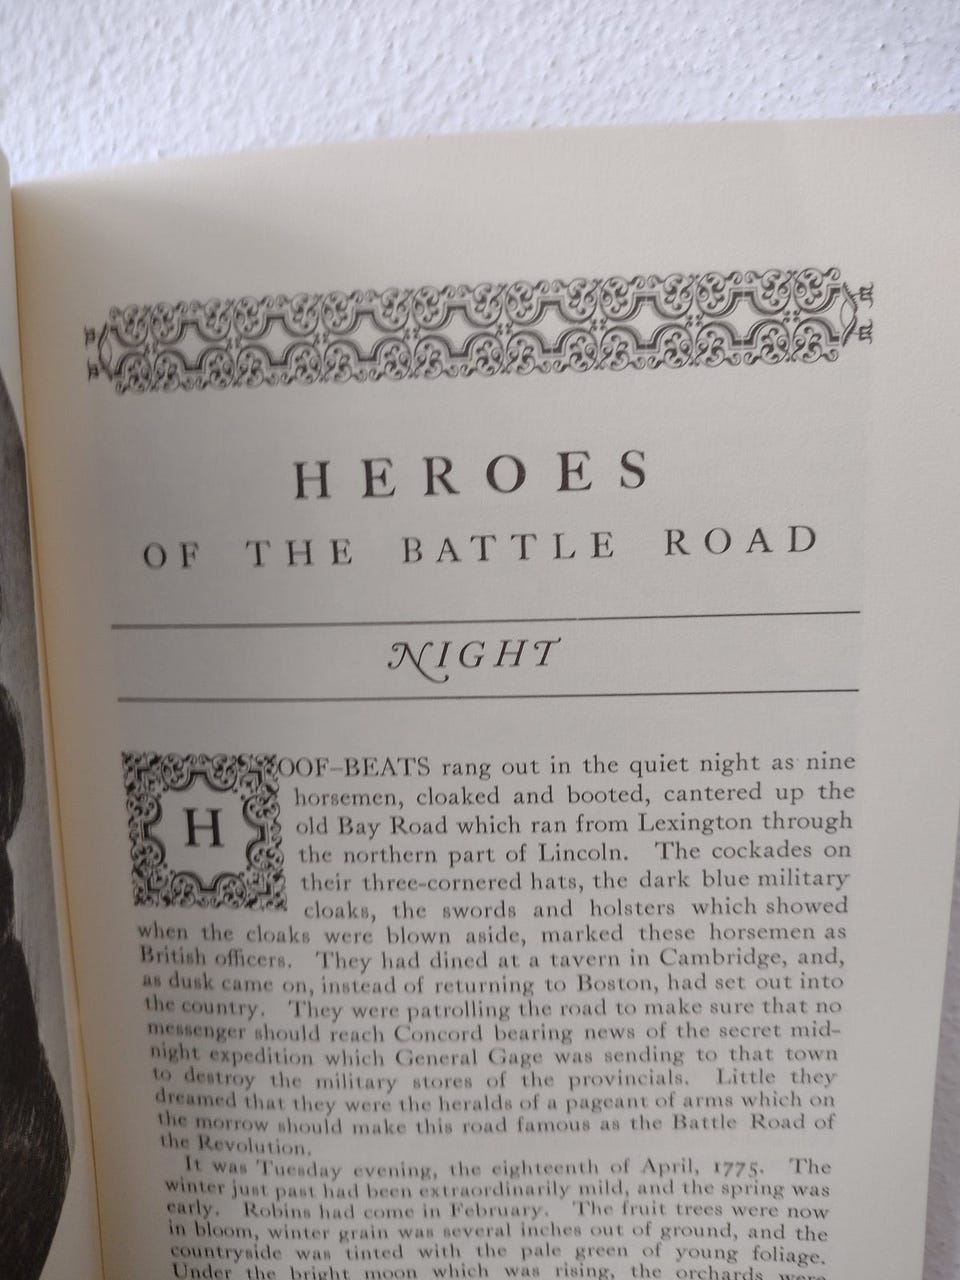 HEROES
OF THE BATTLE ROAD
NIGHT
HOOF-BEATS rang out in the quiet night as nine
horsemen, cloaked and booted, cantered up the
old Bay Road which ran from Lexington through
the northern part of Lincoln. The cockades on
their three-cornered hats, the dark blue military
cloaks, the swords and holsters which showed
when the cloaks were blown aside, marked these horsemen as
British officers. They had dined at a tavern in Cambridge, and,
as dusk came on, instead of returning to Boston, had set out into
the country. They were patrolling the road to make sure that no
messenger should reach Concord bearing news of the secret mid-
night expedition which General Gage was sending to that town
to destroy the military stores of the provincials. Little they
dreamed that they were the heralds of a pageant of arms which on
the morrow should make this road famous as the Battle Road of
the Revolution.
It was Tuesday evening, the eighteenth of April, 1775. The
winter just past had been extraordinarily mild, and the spring was
early. Robins had come in February. The fruit trees were now
in bloom, winter grain was several inches out of ground, and the
countryside was tinted with the pale green of young foliage.
Under the bright moon which was rising, the orchards were